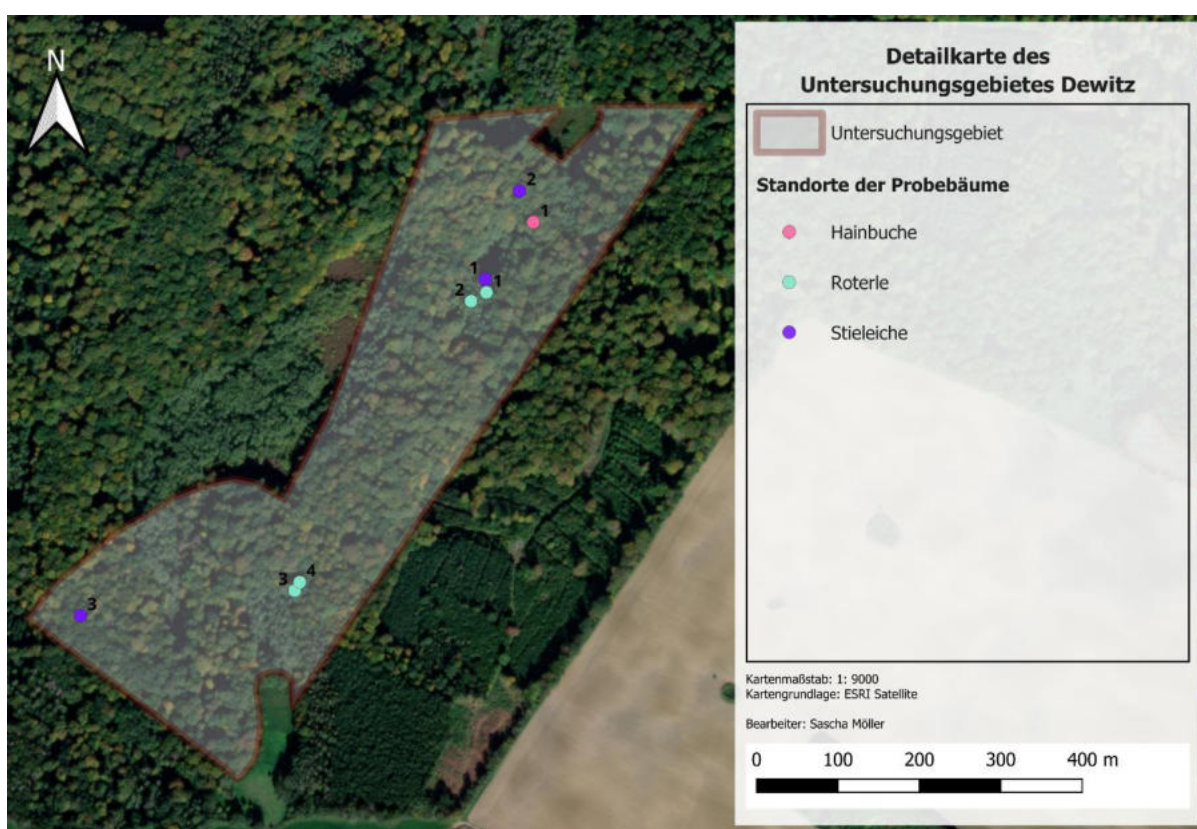 N
2
1
1
1
2
3
4
3
Detailkarte des
Untersuchungsgebietes Dewitz
Untersuchungsgebiet
Standorte der Probebäume
Hainbuche
Roterle
Stieleiche
Kartenmaßstab: 1: 9000
Kartengrundlage: ESRI Satellite
Bearbeiter: Sascha Möller
0 100 200 300 400 m